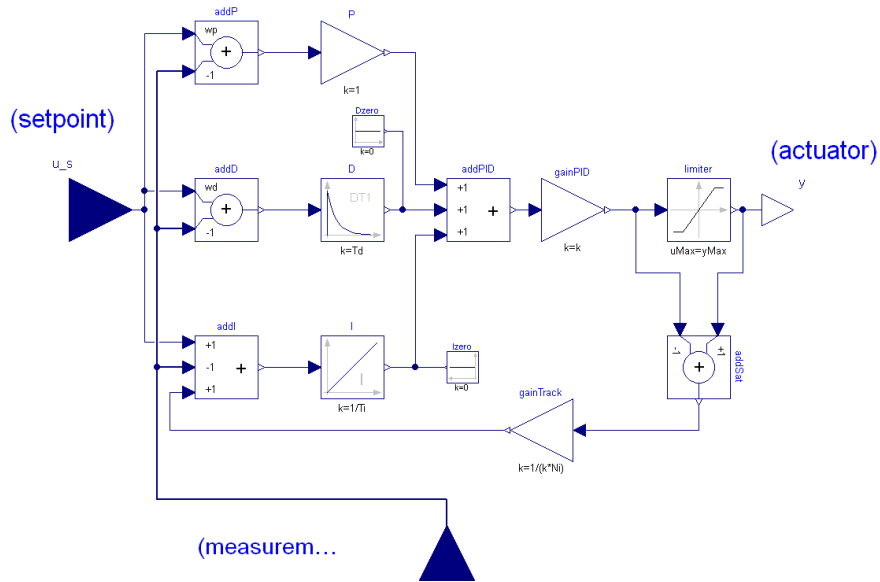 addP
P
wp
+
-1
k=1
(setpoint)
Dzero
k=0
(actuator)
u_s
addD
D
addPID
gainPID
limiter
y
wd
+
-1
DT1
+1
+1
+
+1
k=Td
k=k
uMax=yMax
addI
I
Izero
+1
-1
+
+1
I
k=0
k=1/Ti
-1
+1
+
addSat
gainTrack
k=1/(k*Ni)
(measurem…